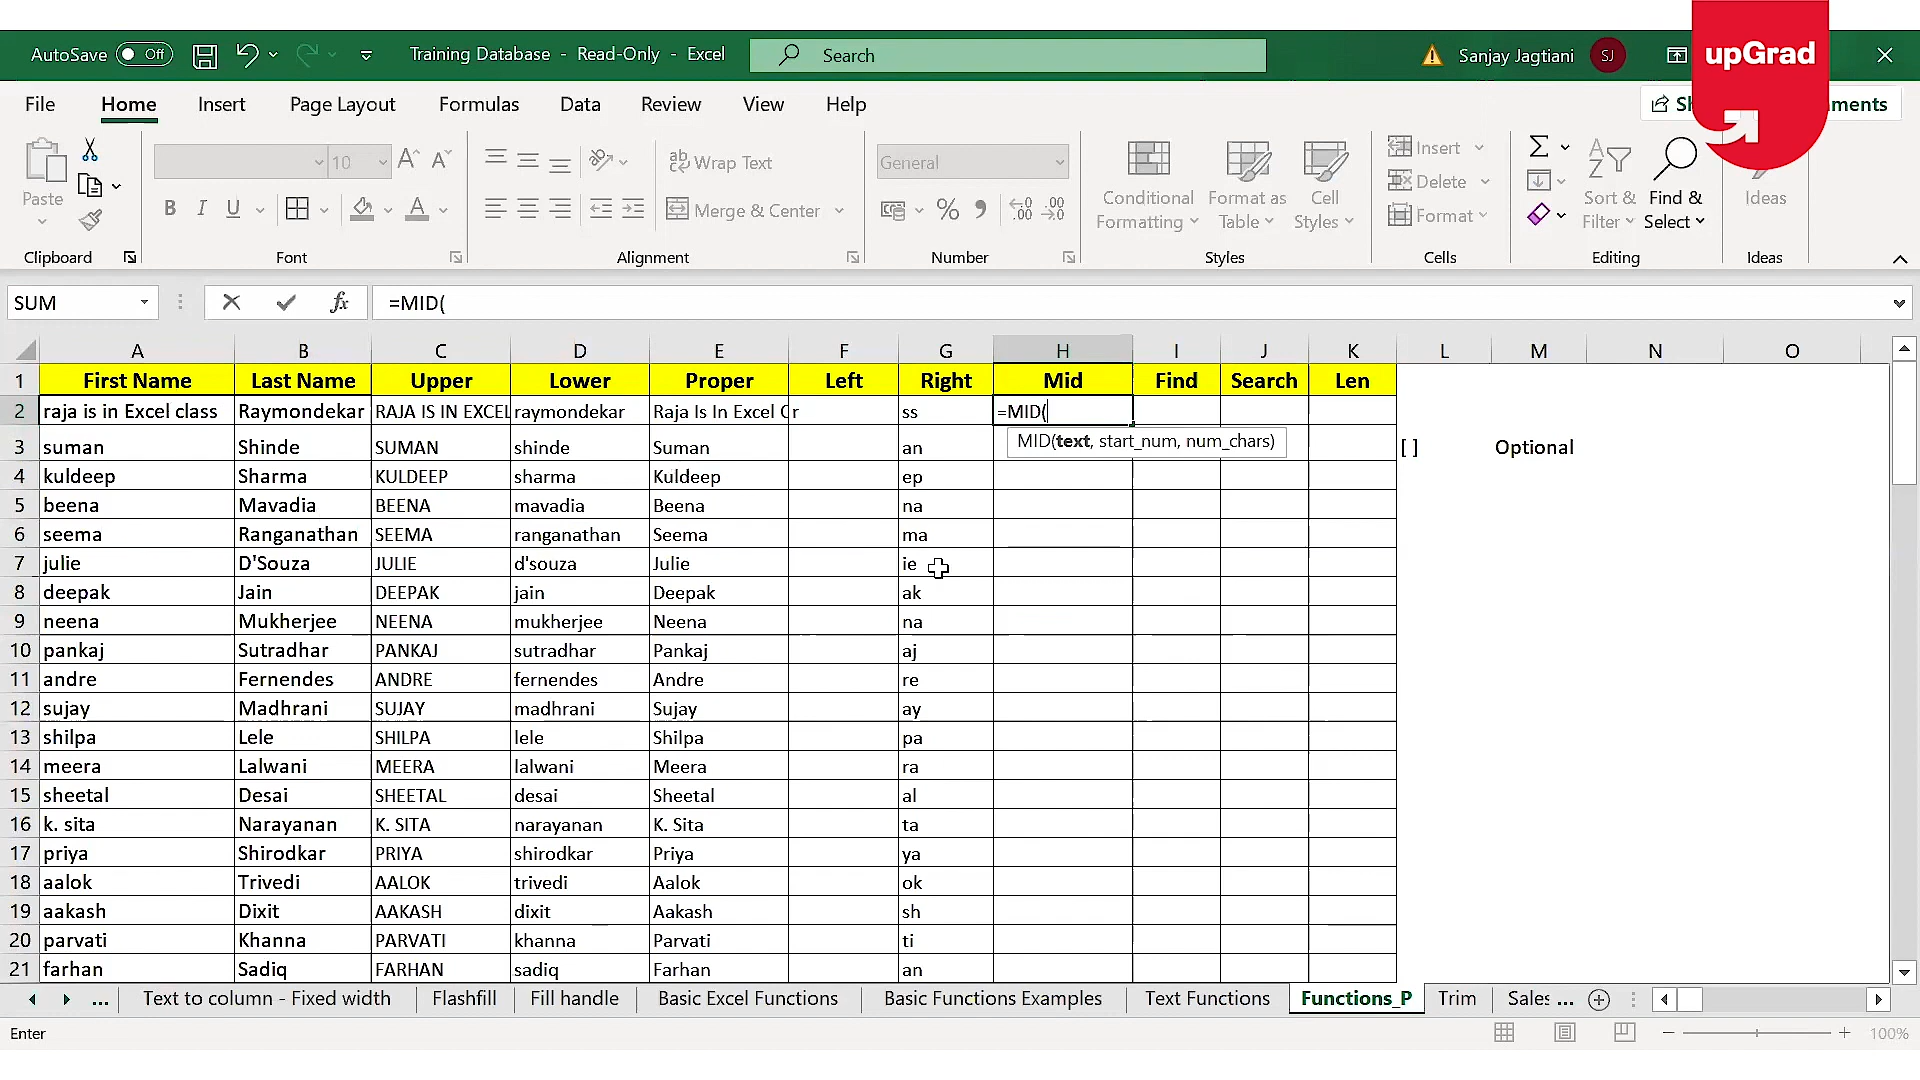 AutoSave Off Training Database - Read-Only - Excel Search Sanjay Jagtiani SJ upGrad
File Home Insert Page Layout Formulas Data Review View Help Sh ments
Paste 10 B I U Wrap Text Merge & Center General Conditional Formatting Format as Table Cell Styles Insert Delete Format Sort & Filter Find & Select Ideas
Clipboard Font Alignment Number Styles Cells Editing Ideas
SUM fx =MID(
A B C D E F G H I J K L M N O
1 First Name Last Name Upper Lower Proper Left Right Mid Find Search Len
2 raja is in Excel class Raymondekar RAJA IS IN EXCEL raymondekar Raja Is In Excel C r ss =MID(
MID(text, start_num, num_chars)
3 suman Shinde SUMAN shinde Suman an [ ] Optional
4 kuldeep Sharma KULDEEP sharma Kuldeep ep
5 beena Mavadia BEENA mavadia Beena na
6 seema Ranganathan SEEMA ranganathan Seema ma
7 julie D'Souza JULIE d'souza Julie ie
8 deepak Jain DEEPAK jain Deepak ak
9 neena Mukherjee NEENA mukherjee Neena na
10 pankaj Sutradhar PANKAJ sutradhar Pankaj aj
11 andre Fernendes ANDRE fernendes Andre re
12 sujay Madhrani SUJAY madhrani Sujay ay
13 shilpa Lele SHILPA lele Shilpa pa
14 meera Lalwani MEERA lalwani Meera ra
15 sheetal Desai SHEETAL desai Sheetal al
16 k. sita Narayanan K. SITA narayanan K. Sita ta
17 priya Shirodkar PRIYA shirodkar Priya ya
18 aalok Trivedi AALOK trivedi Aalok ok
19 aakash Dixit AAKASH dixit Aakash sh
20 parvati Khanna PARVATI khanna Parvati ti
21 farhan Sadiq FARHAN sadiq Farhan an
... Text to column - Fixed width Flashfill Fill handle Basic Excel Functions Basic Functions Examples Text Functions Functions_P Trim Sales ...
Enter 100%